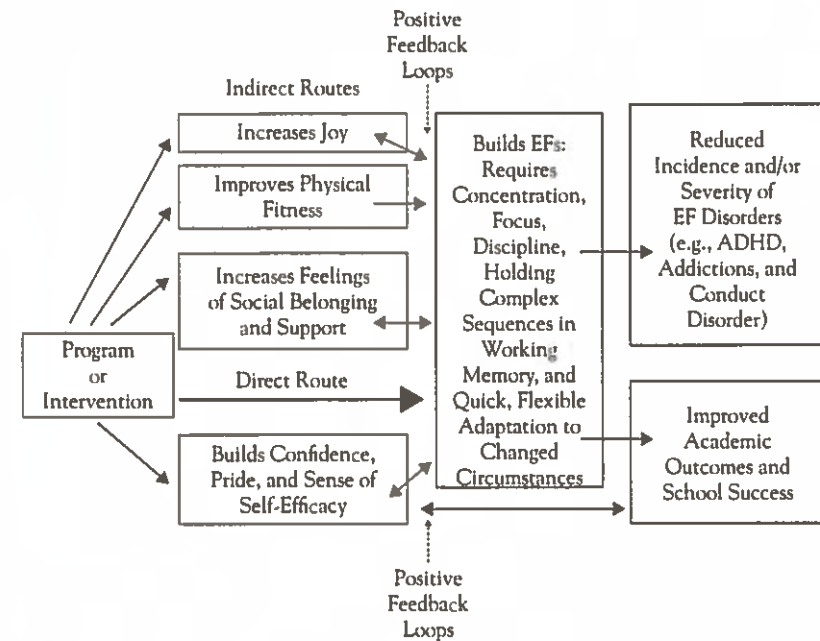 Positive
Feedback
Loops
Indirect Routes
Increases Joy
Improves Physical
Fitness
Increases Feelings
of Social Belonging
and Support
Program
or
Intervention
Direct Route
Builds Confidence,
Pride, and Sense of
Self-Efficacy
Builds EFs:
Requires
Concentration,
Focus,
Discipline,
Holding
Complex
Sequences in
Working
Memory, and
Quick, Flexible
Adaptation to
Changed
Circumstances
Reduced
Incidence and/or
Severity of
EF Disorders
(e.g., ADHD,
Addictions, and
Conduct
Disorder)
Improved
Academic
Outcomes and
School Success
Positive
Feedback
Loops